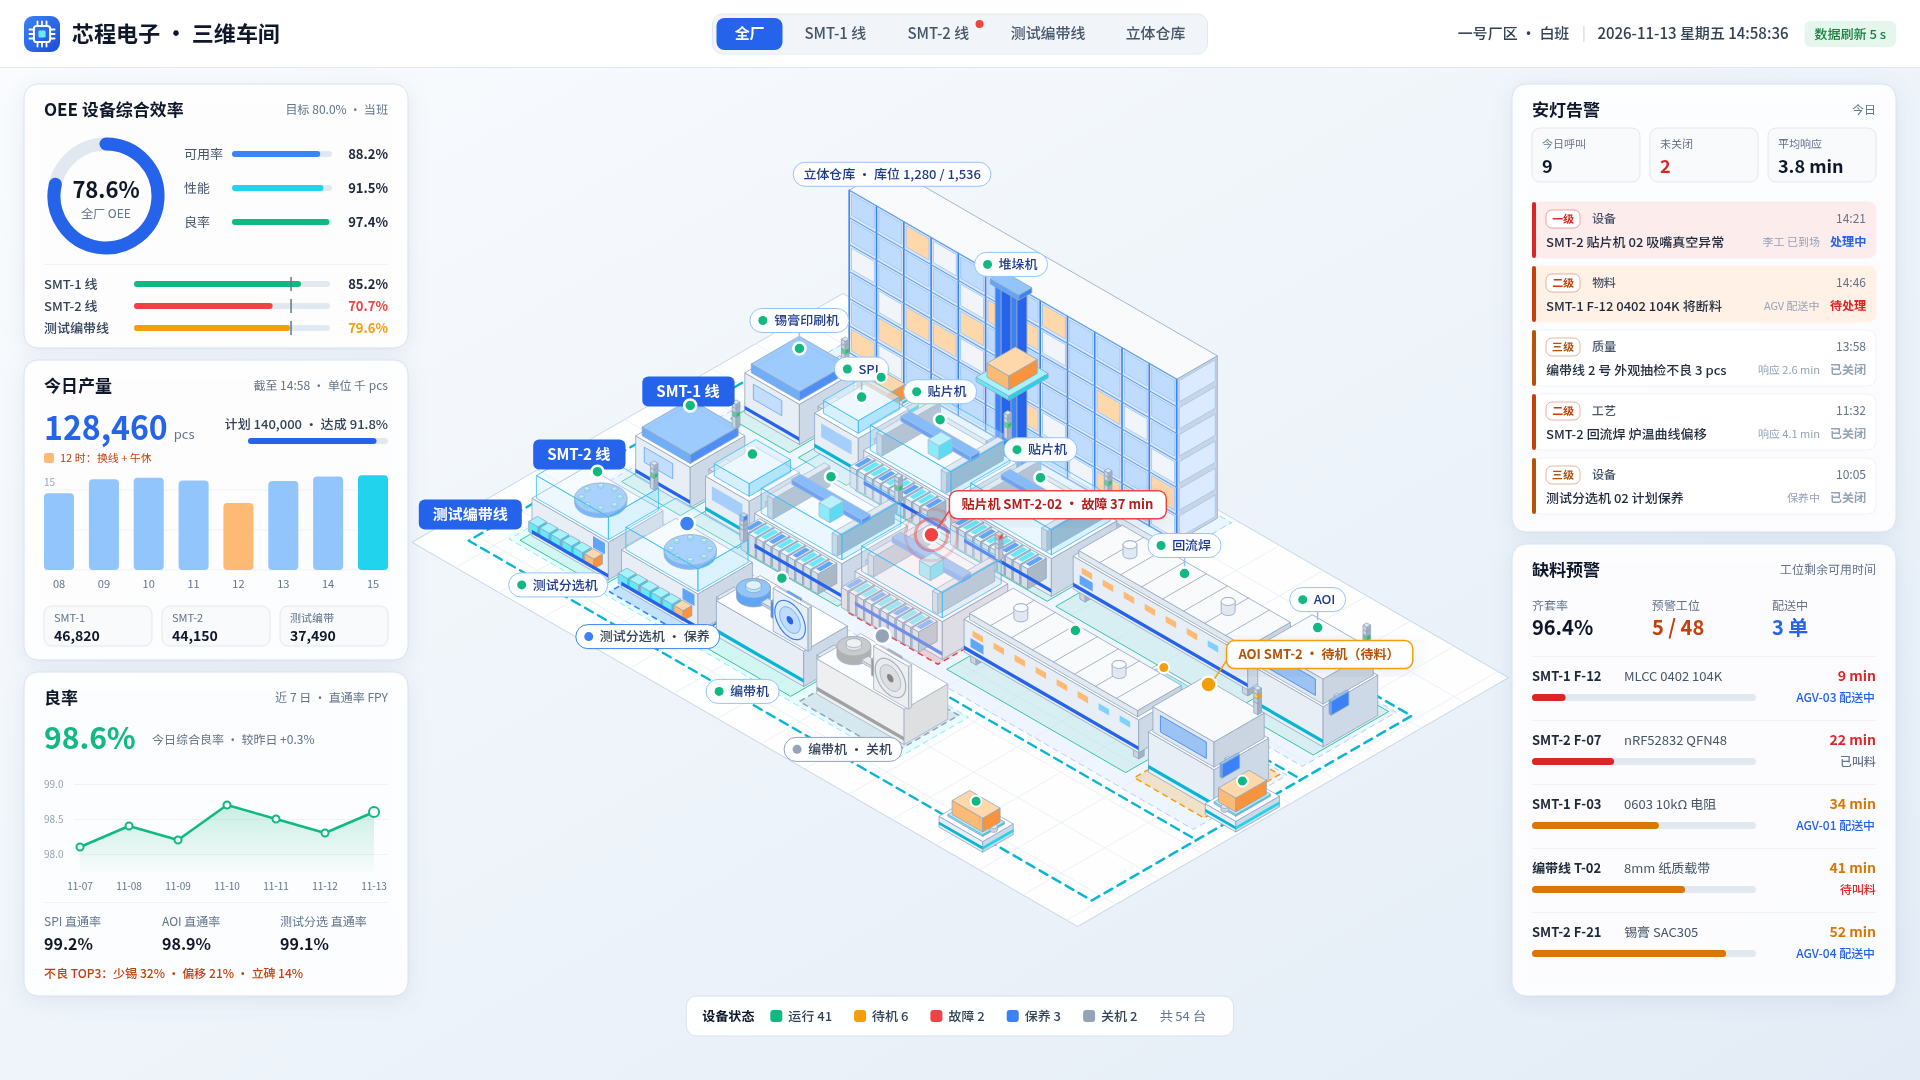 芯程电子 · 三维车间
全厂
SMT-1 线
SMT-2 线
测试编带线
立体仓库
一号厂区 · 白班
2026-11-13 星期五 14:58:36
数据刷新 5 s
OEE 设备综合效率
目标 80.0% · 当班
78.6%
全厂 OEE
可用率 88.2%
性能 91.5%
良率 97.4%
SMT-1 线 85.2%
SMT-2 线 70.7%
测试编带线 79.6%
今日产量
截至 14:58 · 单位 千 pcs
128,460 pcs
计划 140,000 · 达成 91.8%
12 时：换线 + 午休
15
08 09 10 11 12 13 14 15
SMT-1
46,820
SMT-2
44,150
测试编带
37,490
良率
近 7 日 · 直通率 FPY
98.6%
今日综合良率 · 较昨日 +0.3%
99.0
98.5
98.0
11-07 11-08 11-09 11-10 11-11 11-12 11-13
SPI 直通率
99.2%
AOI 直通率
98.9%
测试分选 直通率
99.1%
不良 TOP3：少锡 32% · 偏移 21% · 立碑 14%
立体仓库 · 库位 1,280 / 1,536
堆垛机
锡膏印刷机
SPI
贴片机
SMT-1 线
贴片机
SMT-2 线
贴片机 SMT-2-02 · 故障 37 min
测试编带线
回流焊
测试分选机
AOI
测试分选机 · 保养
AOI SMT-2 · 待机（待料）
编带机
编带机 · 关机
设备状态
运行 41
待机 6
故障 2
保养 3
关机 2
共 54 台
安灯告警
今日
今日呼叫
9
未关闭
2
平均响应
3.8 min
一级 设备 14:21
SMT-2 贴片机 02 吸嘴真空异常 李工 已到场 处理中
二级 物料 14:46
SMT-1 F-12 0402 104K 将断料 AGV 配送中 待处理
三级 质量 13:58
编带线 2 号 外观抽检不良 3 pcs 响应 2.6 min 已关闭
二级 工艺 11:32
SMT-2 回流焊 炉温曲线偏移 响应 4.1 min 已关闭
三级 设备 10:05
测试分选机 02 计划保养 保养中 已关闭
缺料预警
工位剩余可用时间
齐套率
96.4%
预警工位
5 / 48
配送中
3 单
SMT-1 F-12 MLCC 0402 104K 9 min
AGV-03 配送中
SMT-2 F-07 nRF52832 QFN48 22 min
已叫料
SMT-1 F-03 0603 10kΩ 电阻 34 min
AGV-01 配送中
编带线 T-02 8mm 纸质载带 41 min
待叫料
SMT-2 F-21 锡膏 SAC305 52 min
AGV-04 配送中